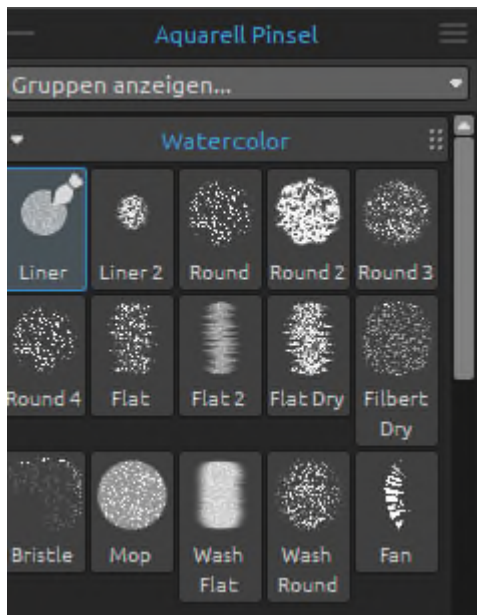 Aquarell Pinsel
Gruppen anzeigen...
Watercolor
Liner
Liner 2
Round
Round 2
Round 3
Round 4
Flat
Flat 2
Flat Dry
Filbert
Dry
Bristle
Mop
Wash
Flat
Wash
Round
Fan